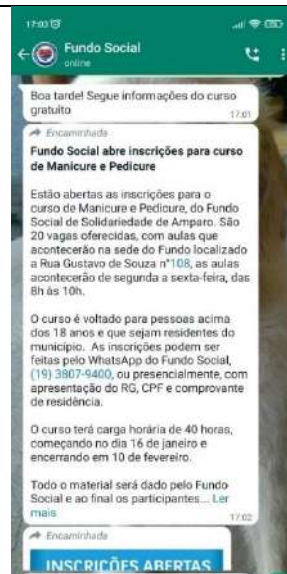 17:03
Fundo Social
online
Boa tarde! Segue informações do curso
gratuito
17:01
Encaminhada
Fundo Social abre inscrições para curso
de Manicure e Pedicure
Estão abertas as inscrições para o
curso de Manicure e Pedicure, do Fundo
Social de Solidariedade de Amparo. São
20 vagas oferecidas, com aulas que
acontecerão na sede do Fundo localizado
a Rua Gustavo de Souza n°108, as aulas
acontecerão de segunda a sexta-feira, das
8h às 10h.
O curso é voltado para pessoas acima
dos 18 anos e que sejam residentes do
município. As inscrições podem ser
feitas pelo WhatsApp do Fundo Social,
(19) 3807-9400, ou presencialmente, com
apresentação do RG, CPF e comprovante
de residência.
O curso terá carga horária de 40 horas,
começando no dia 16 de janeiro e
encerrando em 10 de fevereiro.
Todo o material será dado pelo Fundo
Social e ao final os participantes... Ler
mais
17:02
Encaminhada
INSCRIÇÕES ABERTAS